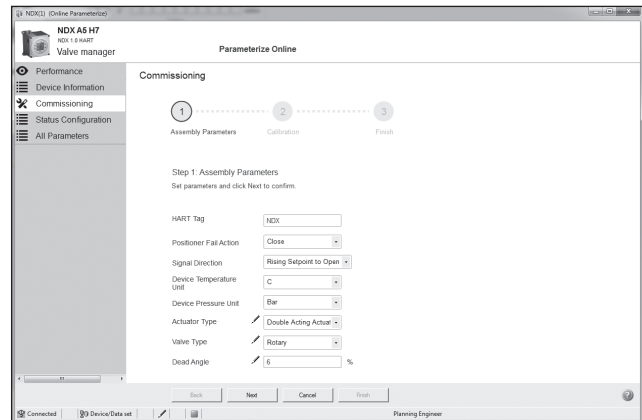 NDX(1) (Online Parameterize)
NDX A5 H7
NDX 1.0 HART
Valve manager
Parameterize Online
Performance
Device Information
Commissioning
Status Configuration
All Parameters
Commissioning
1 2 3
Assembly Parameters Calibration Finish
Step 1: Assembly Parameters
Set parameters and click Next to confirm.
HART Tag NDX
Positioner Fail Action Close
Signal Direction Rising Setpoint to Open
Device Temperature
Unit C
Device Pressure Unit Bar
Actuator Type Double Acting Actuat
Valve Type Rotary
Dead Angle 6 %
Back Next Cancel Finish
Connected Device/Data set Planning Engineer